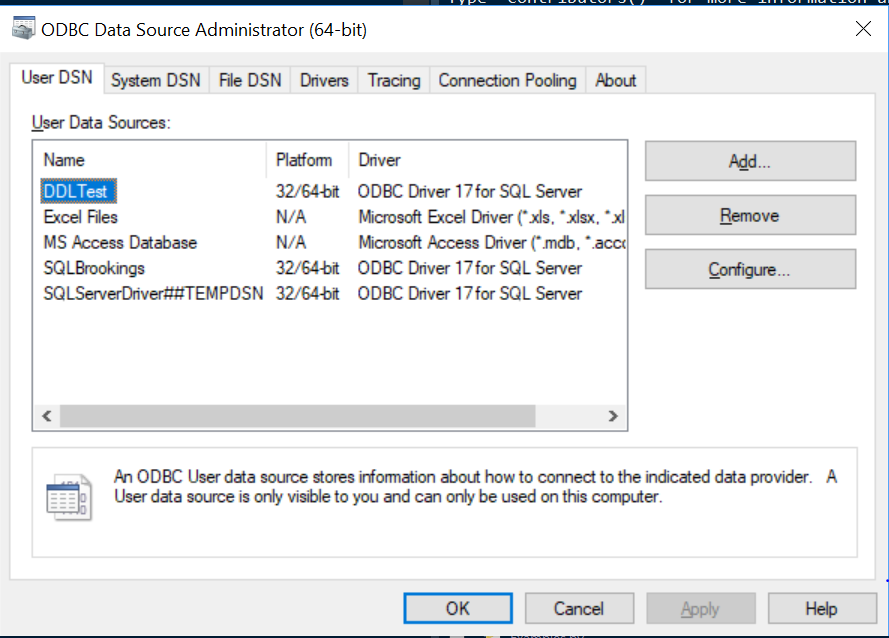 Type 'contributors()' for more information a
ODBC Data Source Administrator (64-bit)
User DSN System DSN File DSN Drivers Tracing Connection Pooling About
User Data Sources:
Name Platform Driver
DDLTest 32/64-bit ODBC Driver 17 for SQL Server
Excel Files N/A Microsoft Excel Driver (*.xls, *.xlsx, *.xl
MS Access Database N/A Microsoft Access Driver (*.mdb, *.accd
SQLBrookings 32/64-bit ODBC Driver 17 for SQL Server
SQLServerDriver##TEMPDSN 32/64-bit ODBC Driver 17 for SQL Server
Add...
Remove
Configure...
An ODBC User data source stores information about how to connect to the indicated data provider. A
User data source is only visible to you and can only be used on this computer.
OK Cancel Apply Help